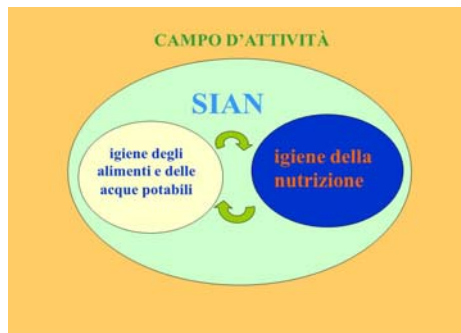 CAMPO D'ATTIVITÀ
SIAN
igiene degli
alimenti e delle
acque potabili
igiene della
nutrizione